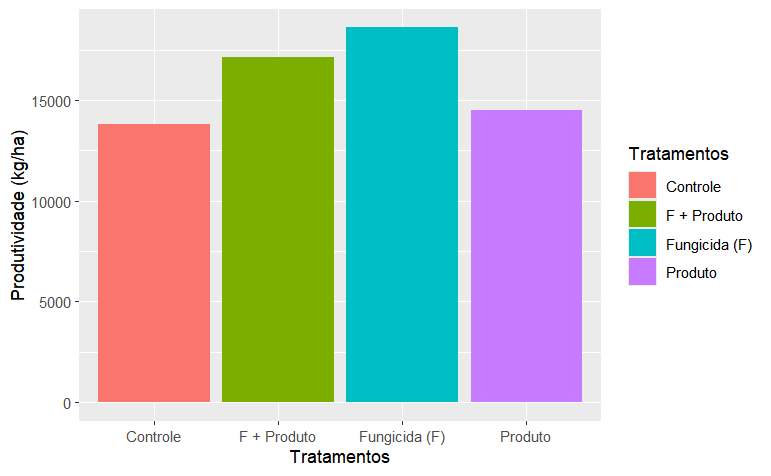 Produtividade (kg/ha)
15000
10000
5000
0
Controle
F + Produto
Fungicida (F)
Produto
Tratamentos
Tratamentos
Controle
F + Produto
Fungicida (F)
Produto